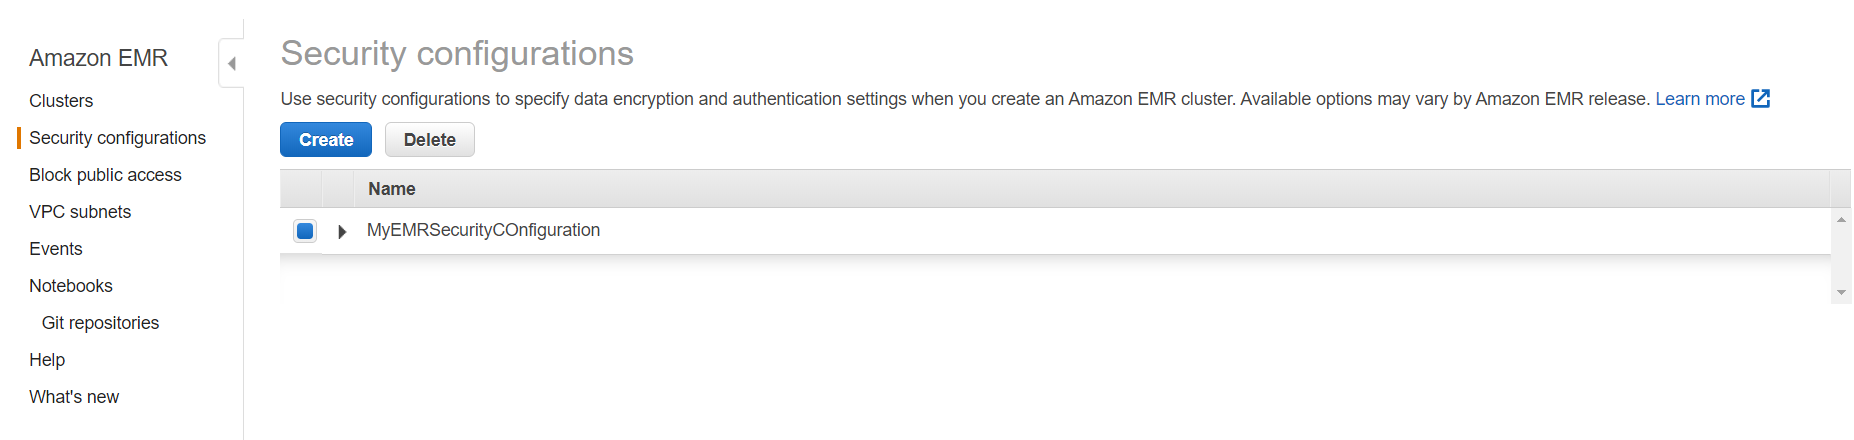 Amazon EMR
Clusters
Security configurations
Block public access
VPC subnets
Events
Notebooks
Git repositories
Help
What's new
Security configurations
Use security configurations to specify data encryption and authentication settings when you create an Amazon EMR cluster. Available options may vary by Amazon EMR release. Learn more
Create Delete
Name
MyEMRSecurityCOnfiguration